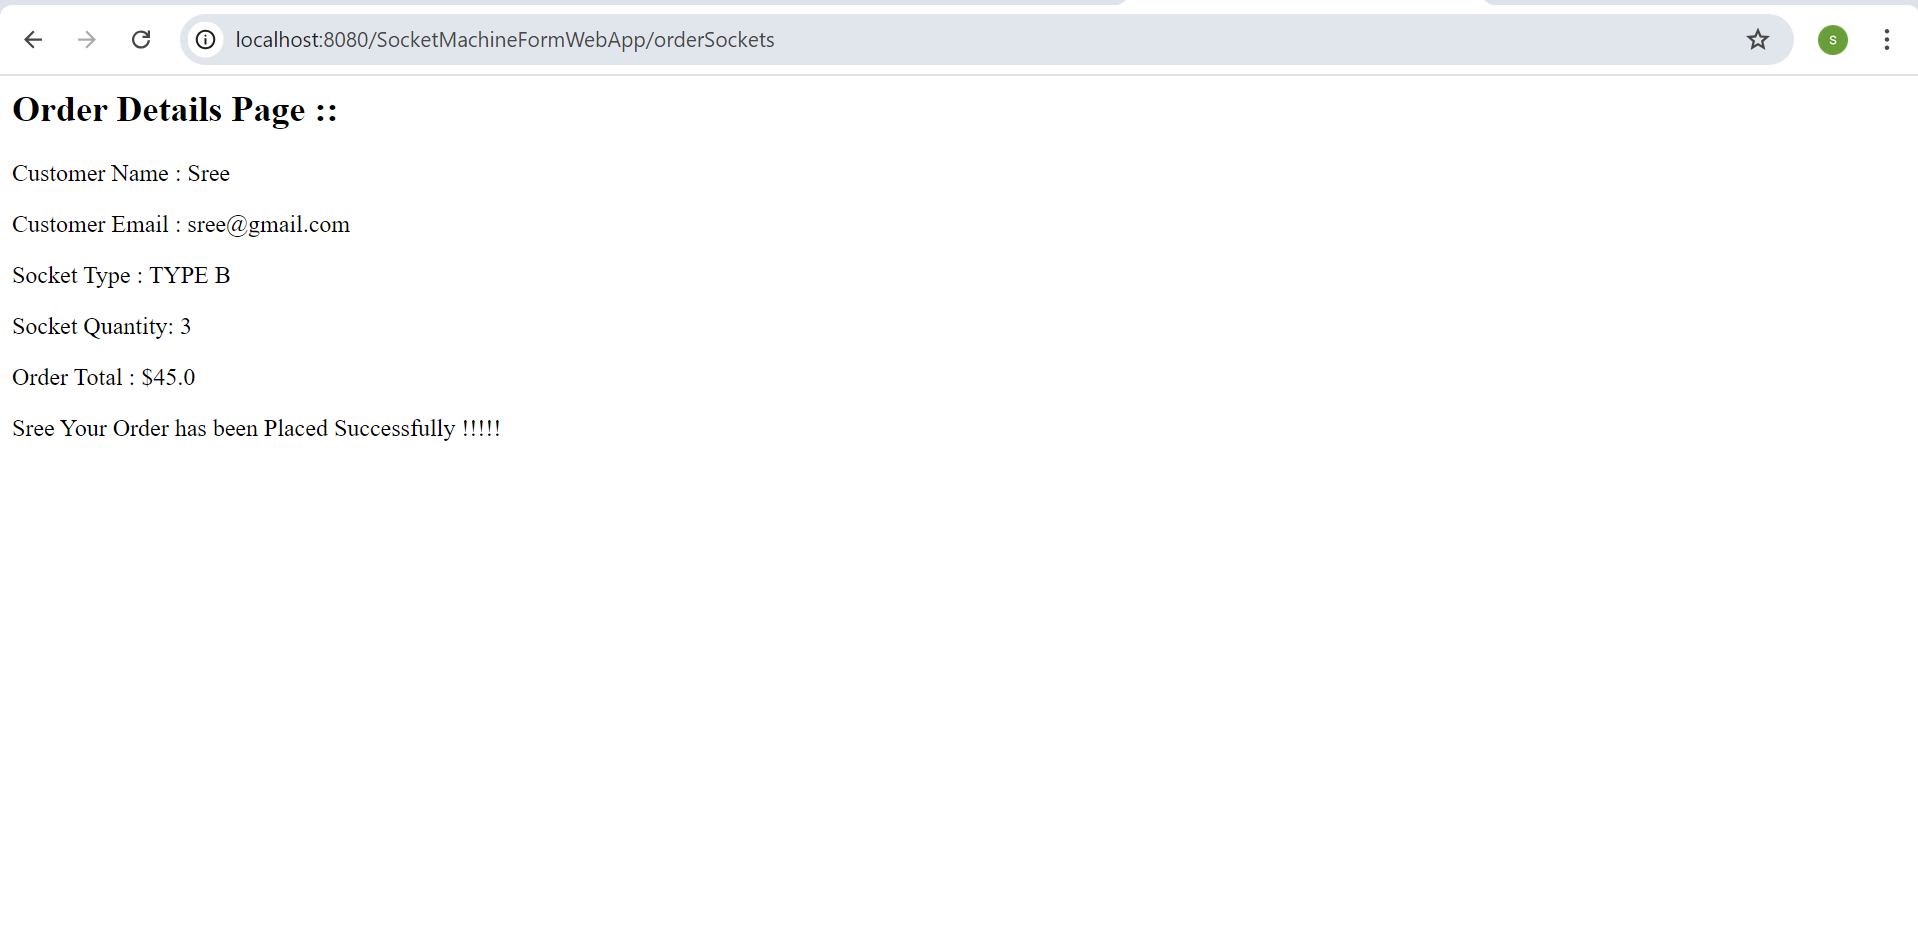 localhost:8080/SocketMachineFormWebApp/orderSockets
S
Order Details Page ::
Customer Name : Sree
Customer Email : sree@gmail.com
Socket Type : TYPE B
Socket Quantity: 3
Order Total : $45.0
Sree Your Order has been Placed Successfully !!!!!